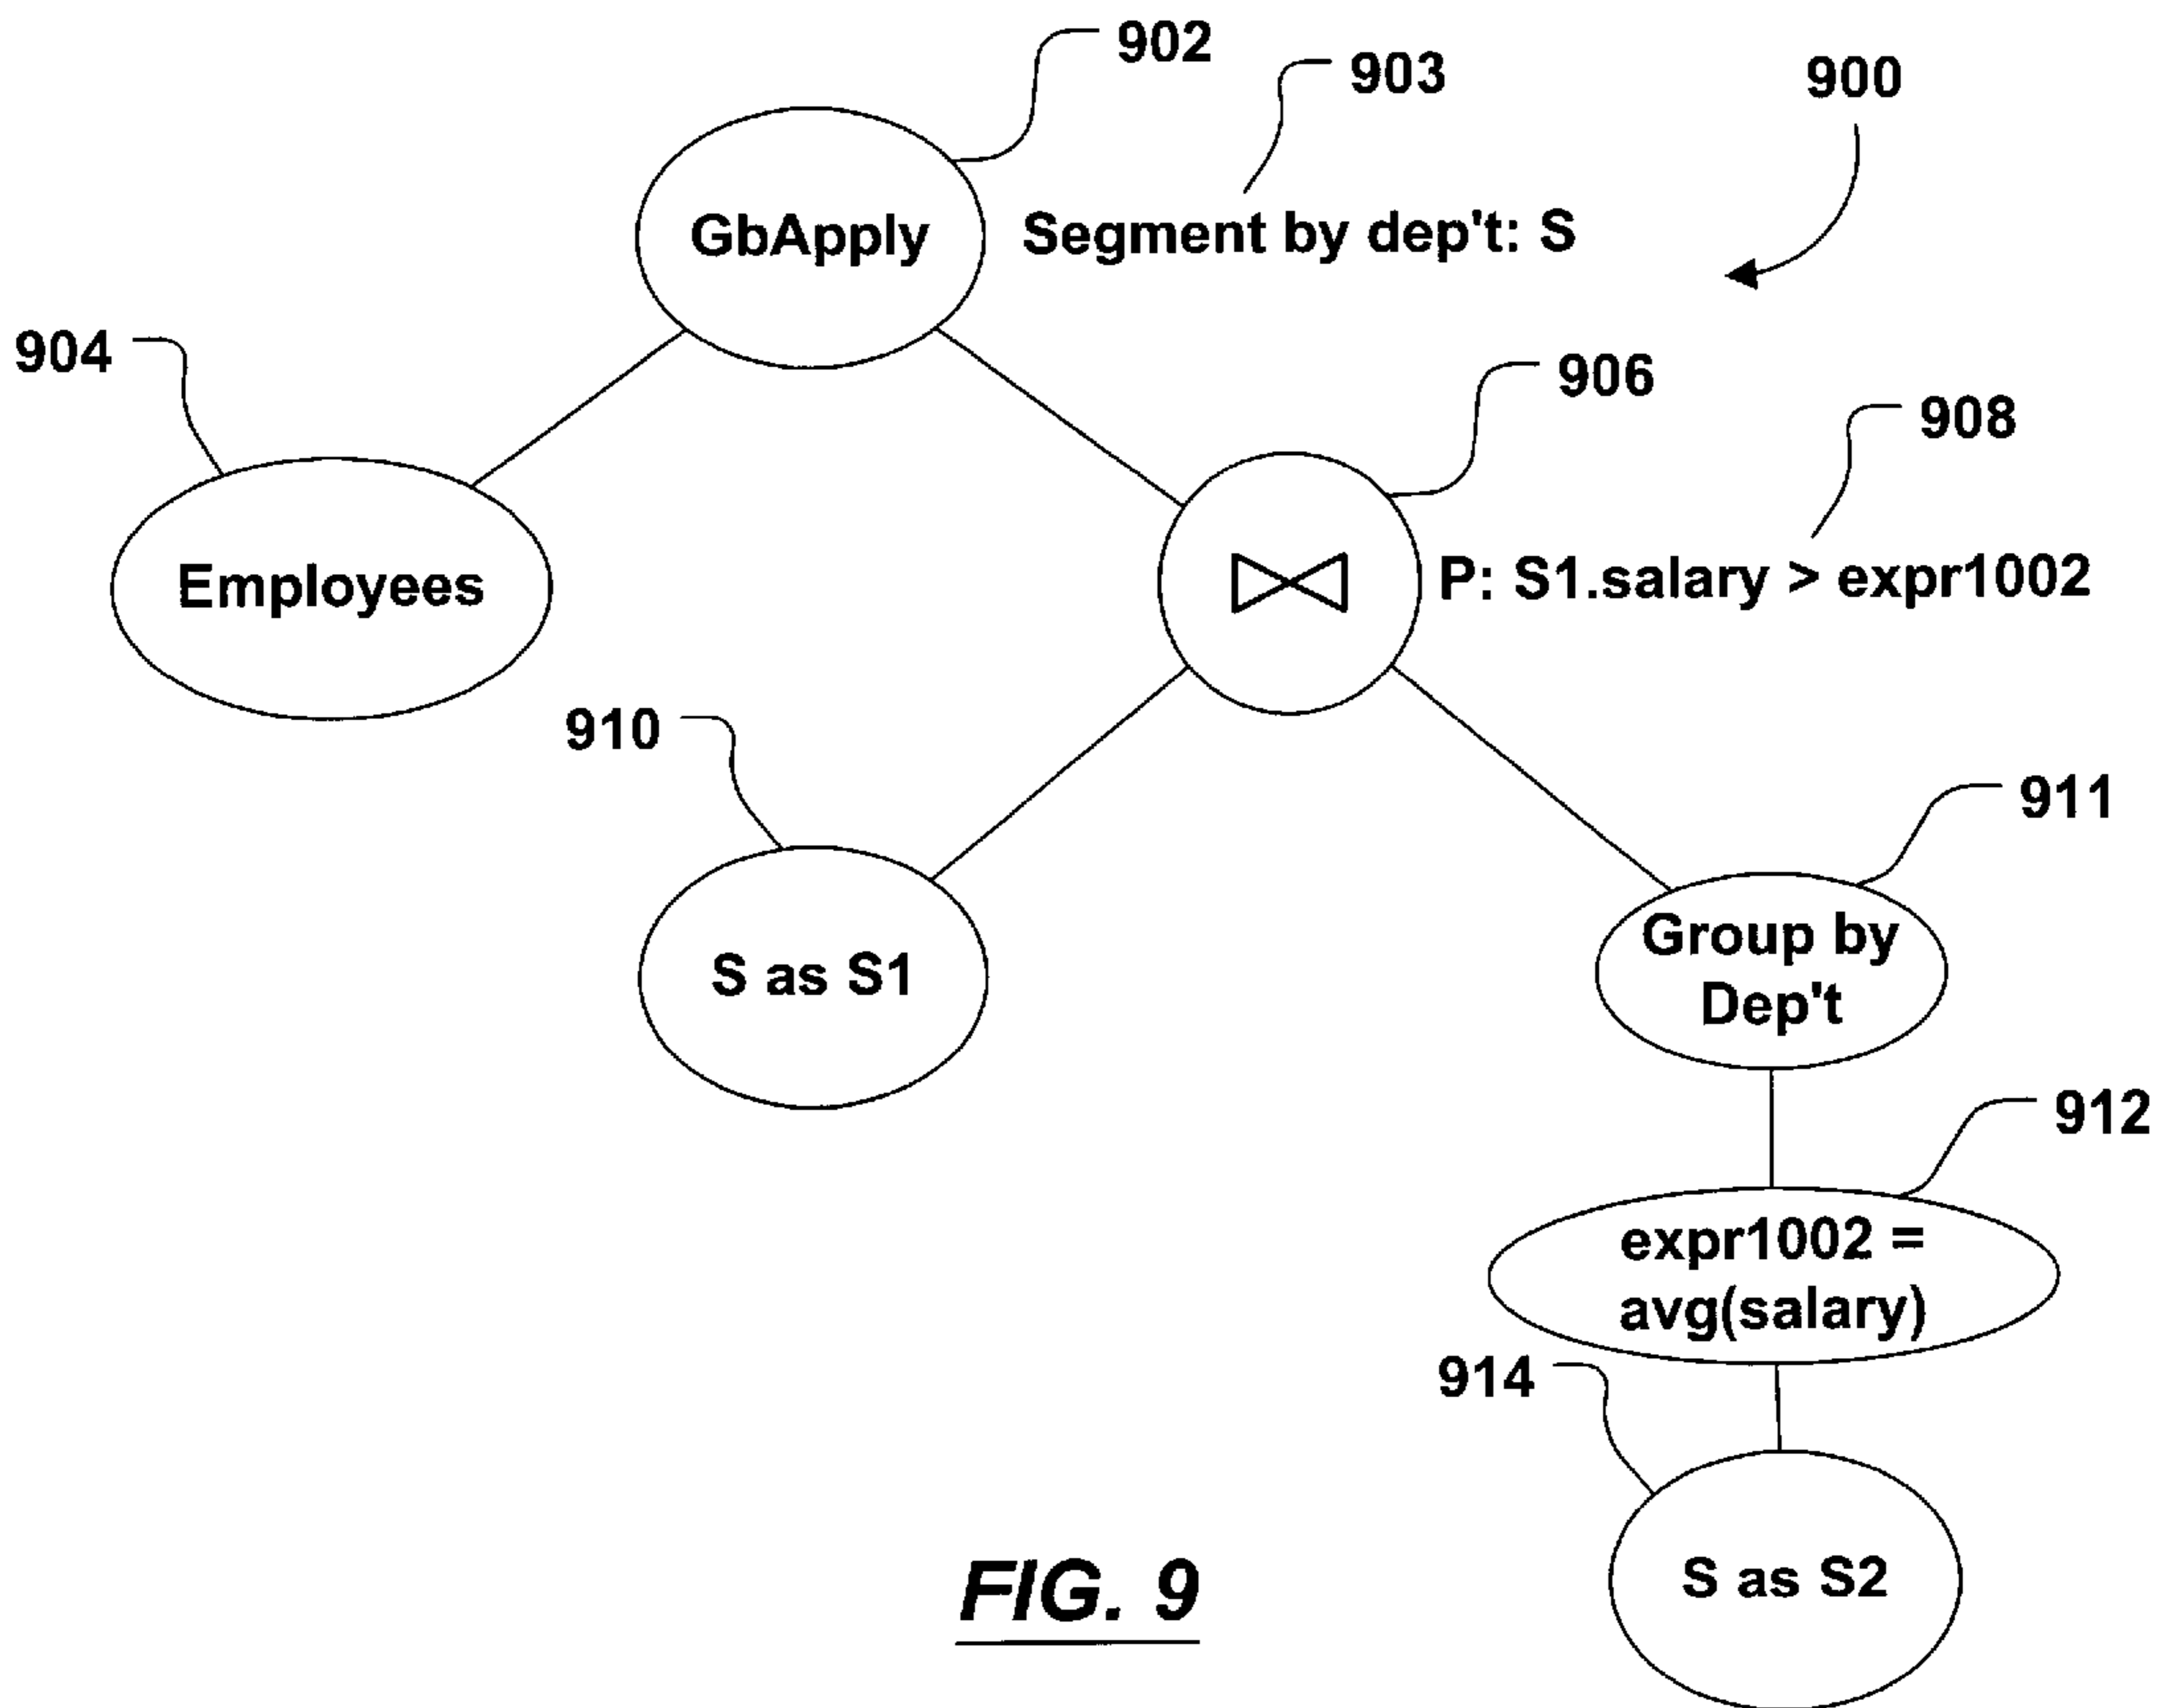 902
903
900
GbApply
Segment by dep't: S
904
906
908
Employees
P: S1.salary > expr1002
910
911
S as S1
Group by
Dep't
912
expr1002 =
avg(salary)
914
S as S2
FIG. 9